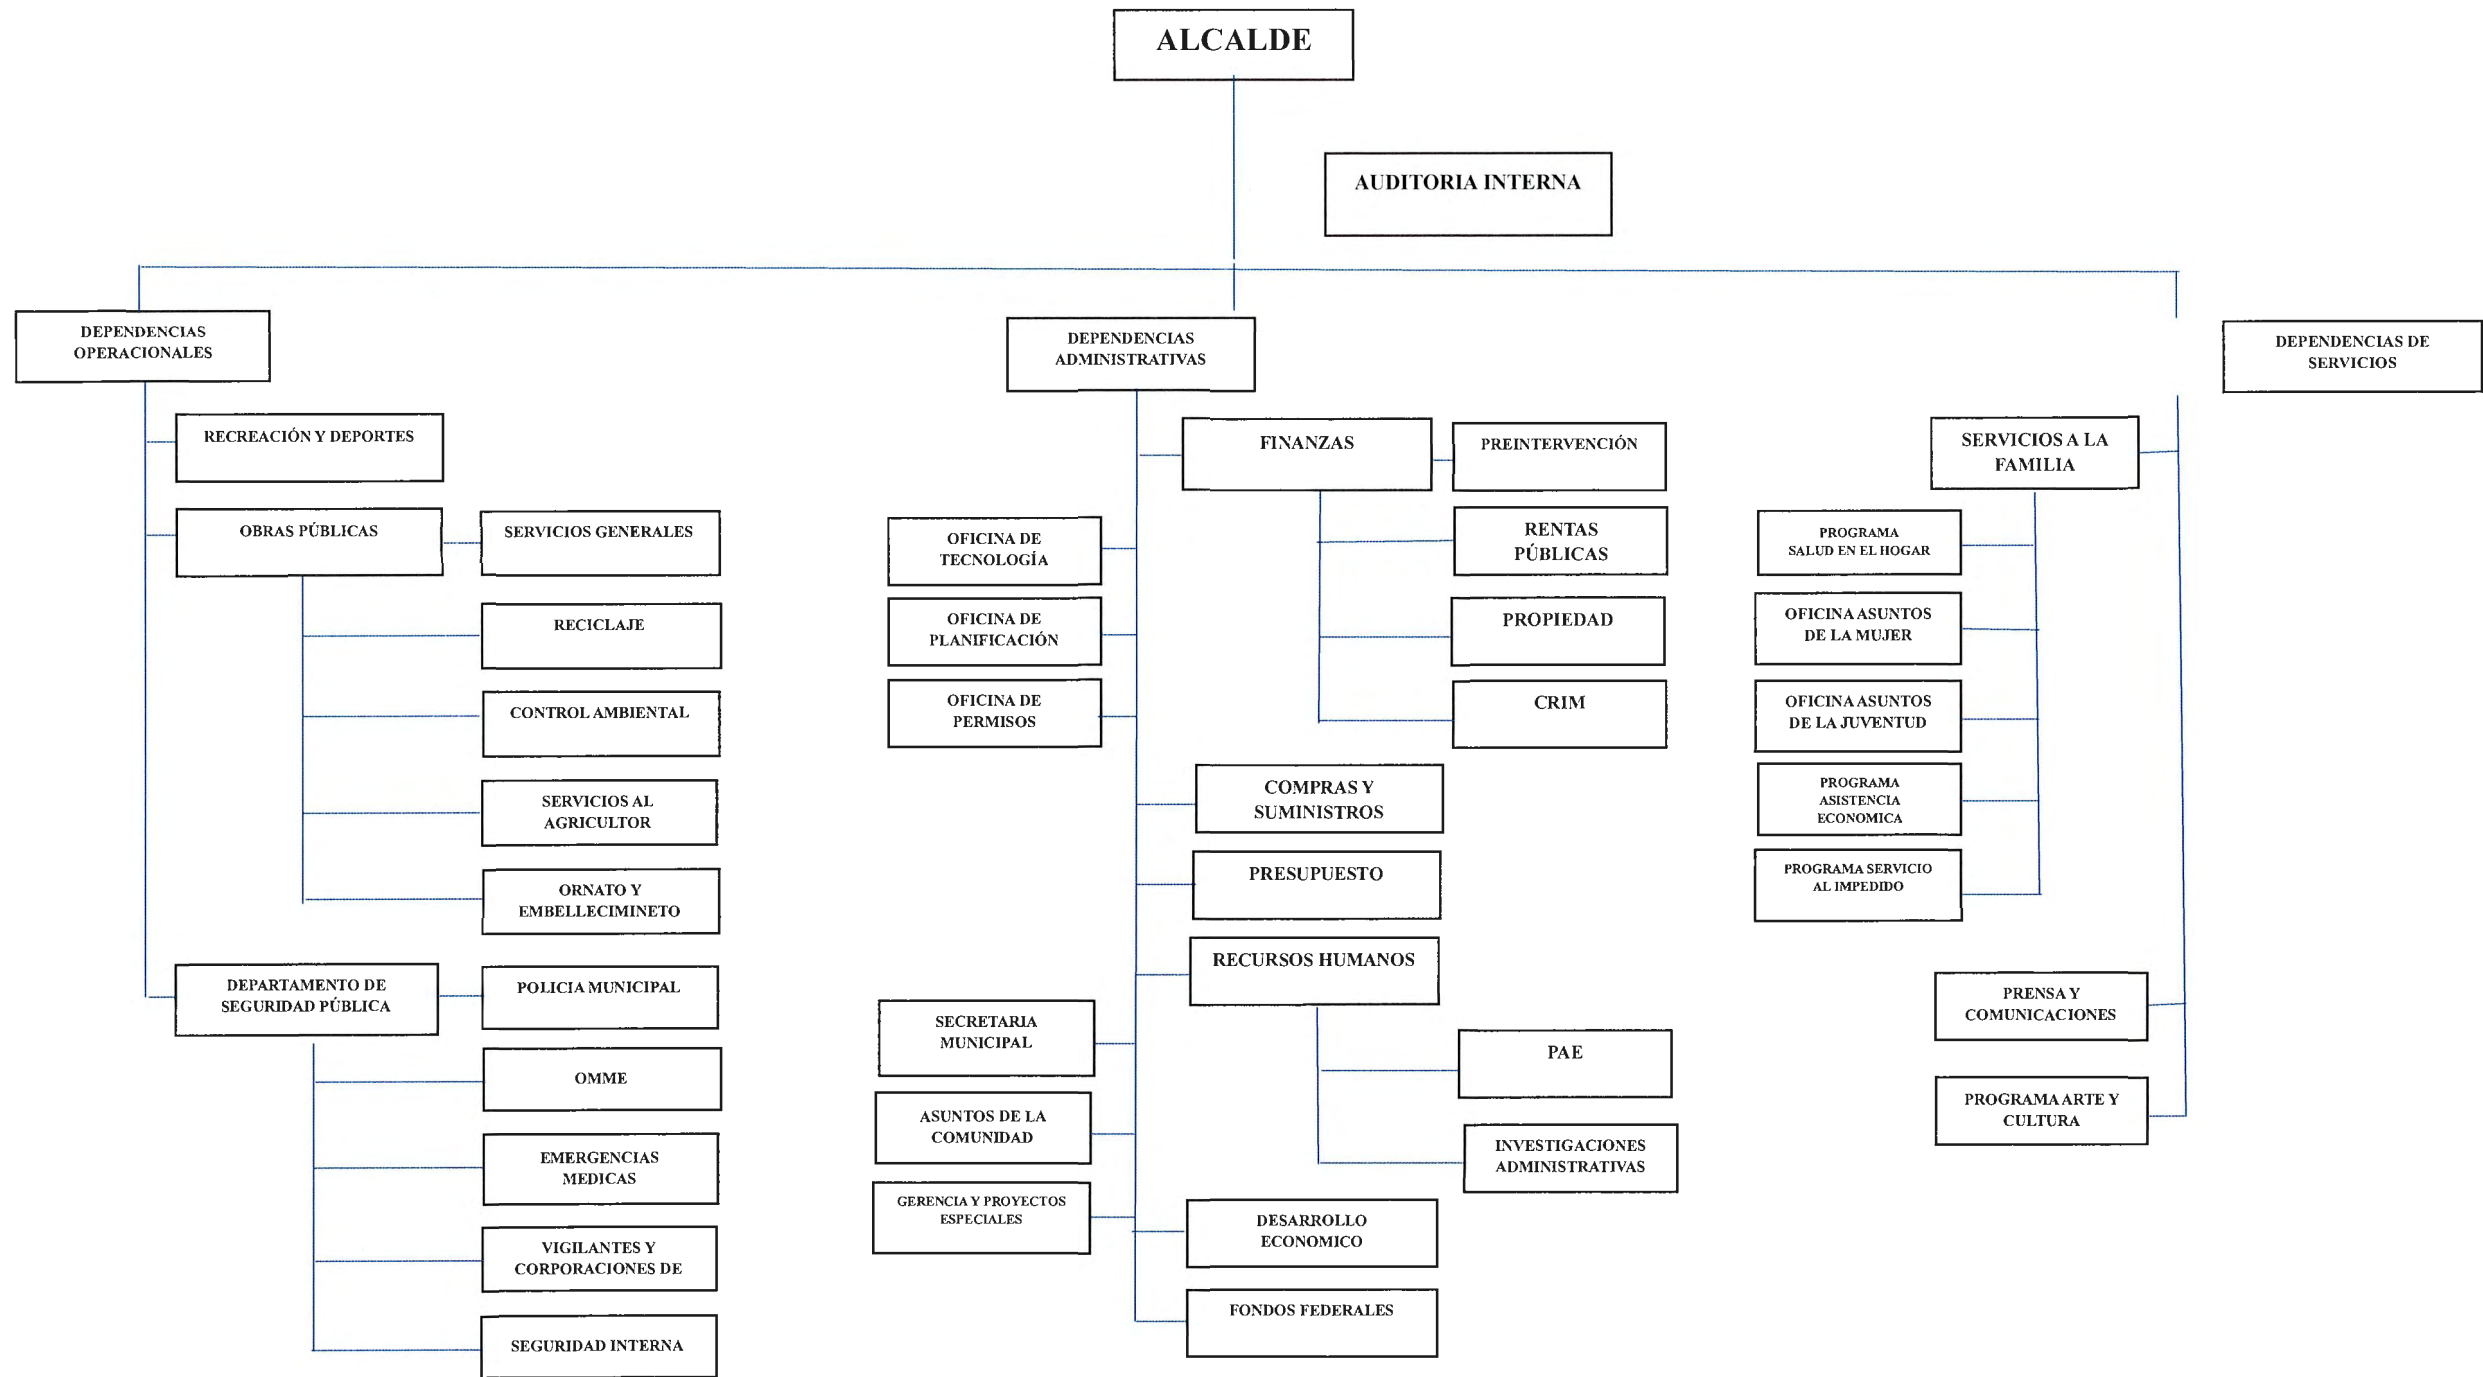 ALCALDE
AUDITORIA INTERNA
DEPENDENCIAS
OPERACIONALES
RECREACIÓN Y DEPORTES
OBRAS PÚBLICAS
SERVICIOS GENERALES
RECICLAJE
CONTROL AMBIENTAL
SERVICIOS AL
AGRICULTOR
ORNATO Y
EMBELLECIMINETO
DEPARTAMENTO DE
SEGURIDAD PÚBLICA
POLICIA MUNICIPAL
OMME
EMERGENCIAS
MEDICAS
VIGILANTES Y
CORPORACIONES DE
SEGURIDAD INTERNA
DEPENDENCIAS
ADMINISTRATIVAS
FINANZAS
PREINTERVENCIÓN
RENTAS
PÚBLICAS
PROPIEDAD
CRIM
OFICINA DE
TECNOLOGÍA
OFICINA DE
PLANIFICACIÓN
OFICINA DE
PERMISOS
COMPRAS Y
SUMINISTROS
PRESUPUESTO
RECURSOS HUMANOS
PAE
INVESTIGACIONES
ADMINISTRATIVAS
SECRETARIA
MUNICIPAL
ASUNTOS DE LA
COMUNIDAD
GERENCIA Y PROYECTOS
ESPECIALES
DESARROLLO
ECONOMICO
FONDOS FEDERALES
DEPENDENCIAS DE
SERVICIOS
SERVICIOS A LA
FAMILIA
PROGRAMA
SALUD EN EL HOGAR
OFICINA ASUNTOS
DE LA MUJER
OFICINA ASUNTOS
DE LA JUVENTUD
PROGRAMA
ASISTENCIA
ECONOMICA
PROGRAMA SERVICIO
AL IMPEDIDO
PRENSA Y
COMUNICACIONES
PROGRAMA ARTE Y
CULTURA